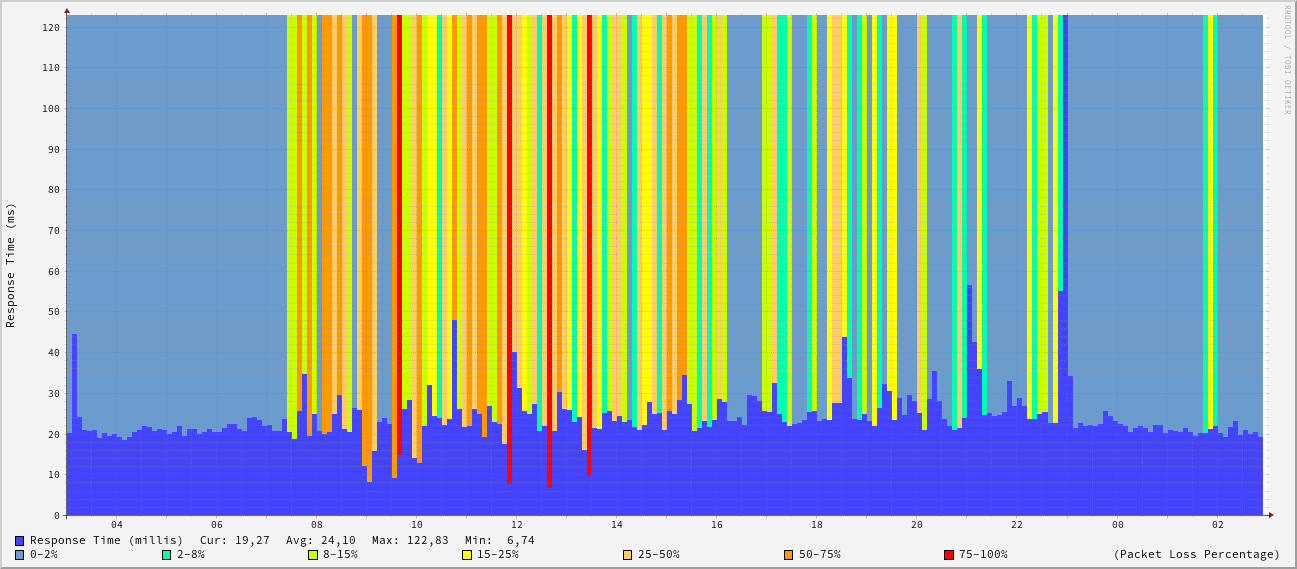 RRDTOOL / TOBI OETIKER
Response Time (ms)
120
110
100
90
80
70
60
50
40
30
20
10
0
04 06 08 10 12 14 16 18 20 22 00 02
Response Time (millis) Cur: 19,27 Avg: 24,10 Max: 122,83 Min: 6,74
0-2% 2-8% 8-15% 15-25% 25-50% 50-75% 75-100% (Packet Loss Percentage)